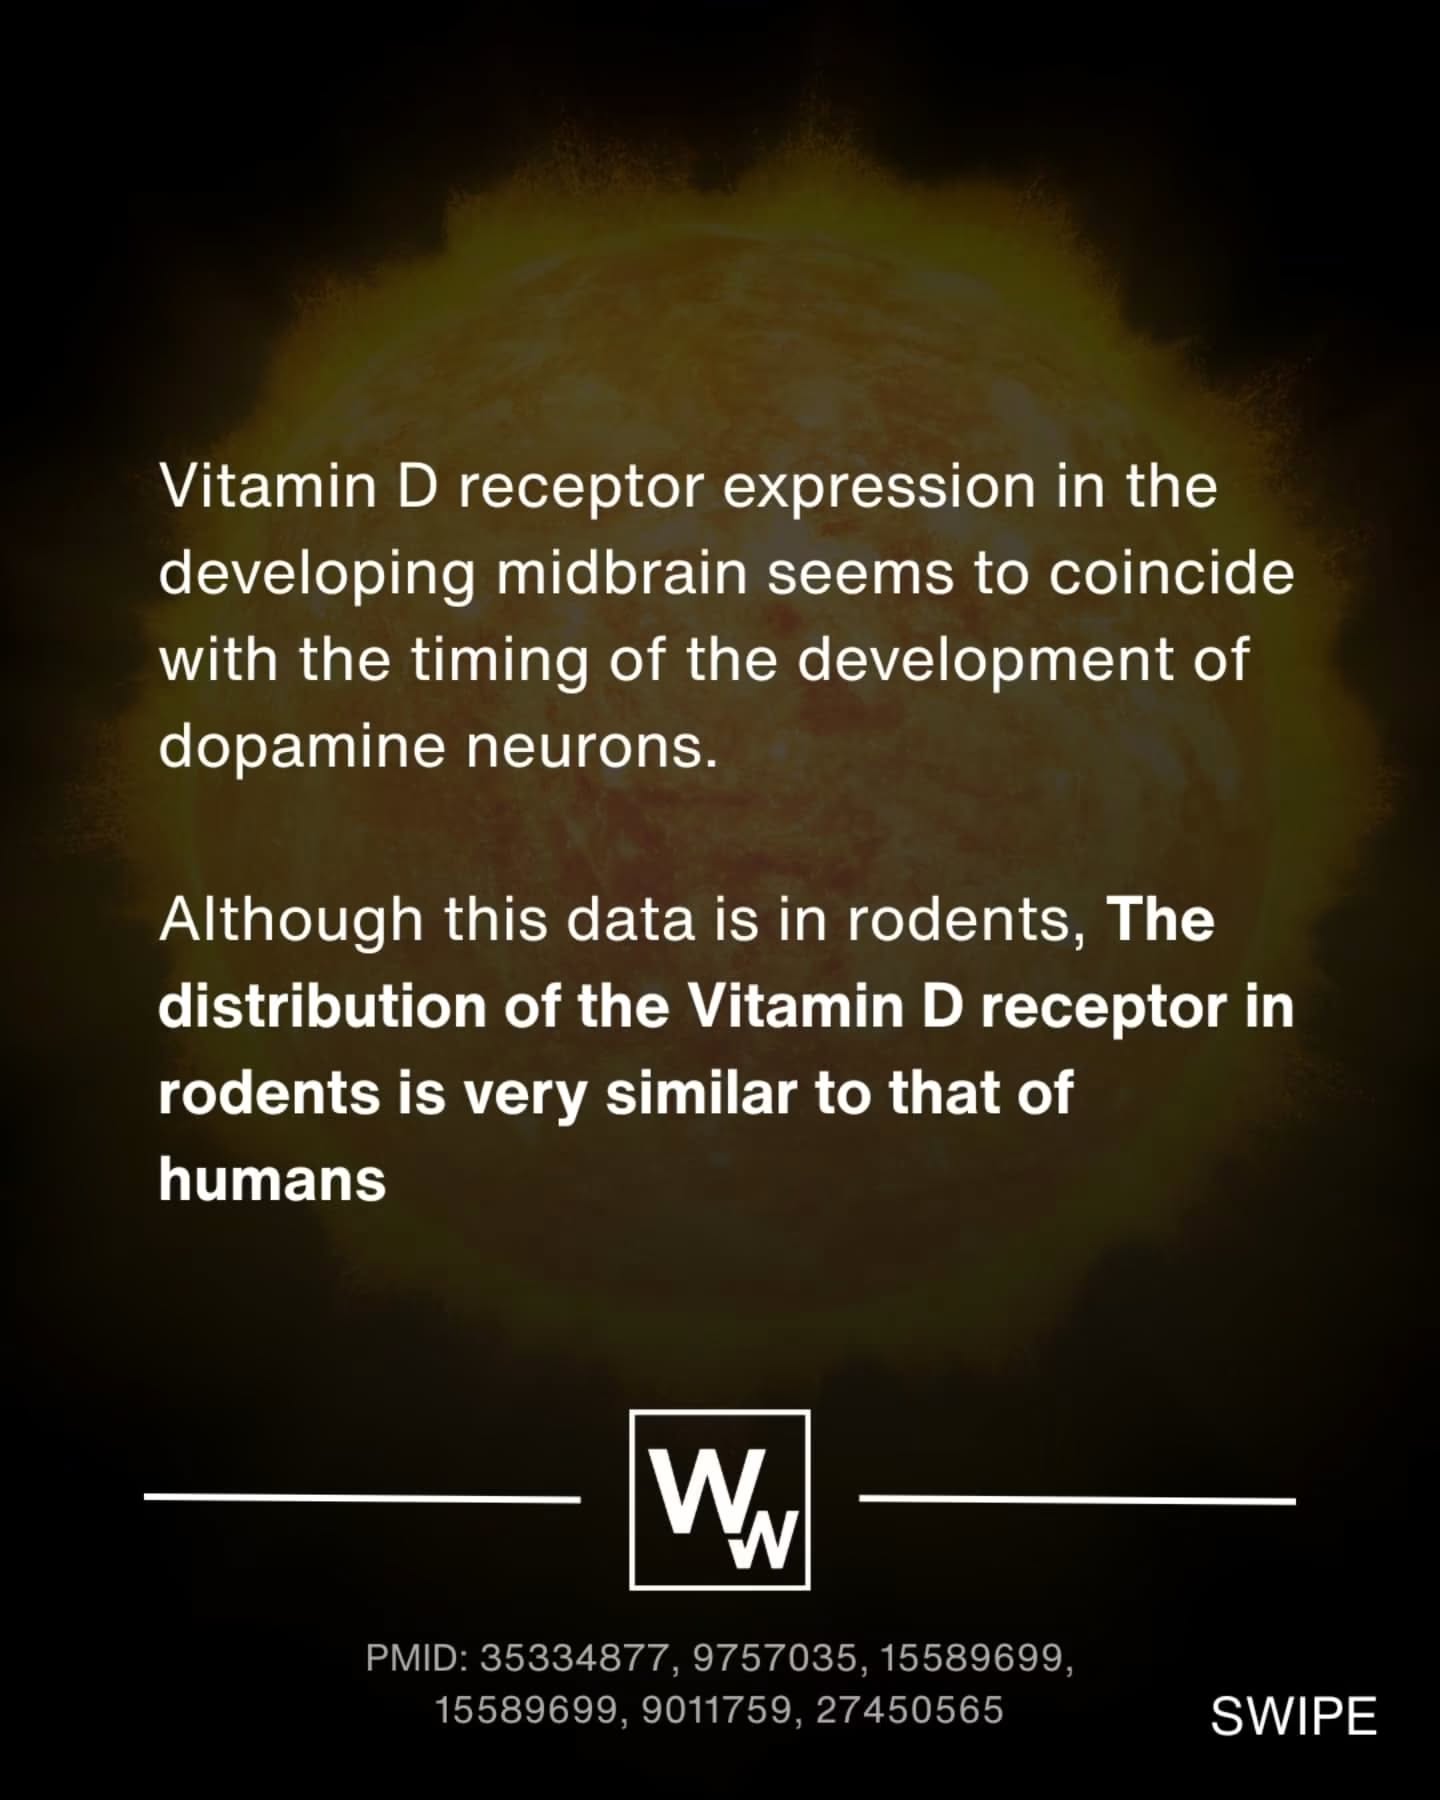 Vitamin D receptor expression in the
developing midbrain seems to coincide
with the timing of the development of
dopamine neurons.
Although this data is in rodents, The
distribution of the Vitamin D receptor in
rodents is very similar to that of
humans
WW
PMID: 35334877, 9757035, 15589699,
15589699, 9011759, 27450565
SWIPE